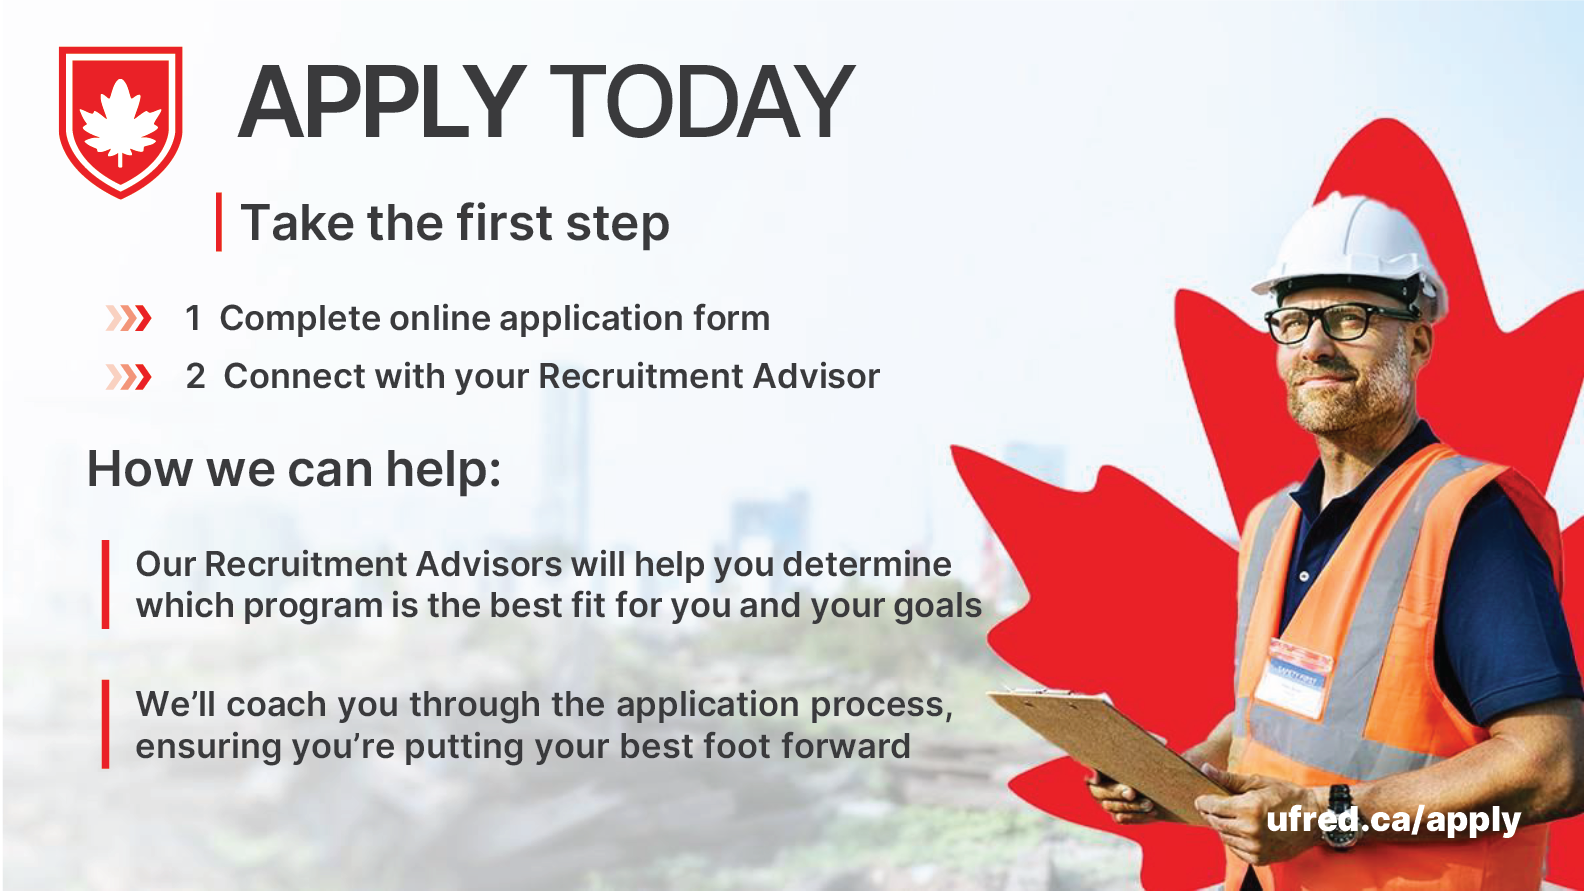 APPLY TODAY
Take the first step
1 Complete online application form
2 Connect with your Recruitment Advisor
How we can help:
Our Recruitment Advisors will help you determine
which program is the best fit for you and your goals
We’ll coach you through the application process,
ensuring you’re putting your best foot forward
SAFETY FIRST
ufred.ca/apply